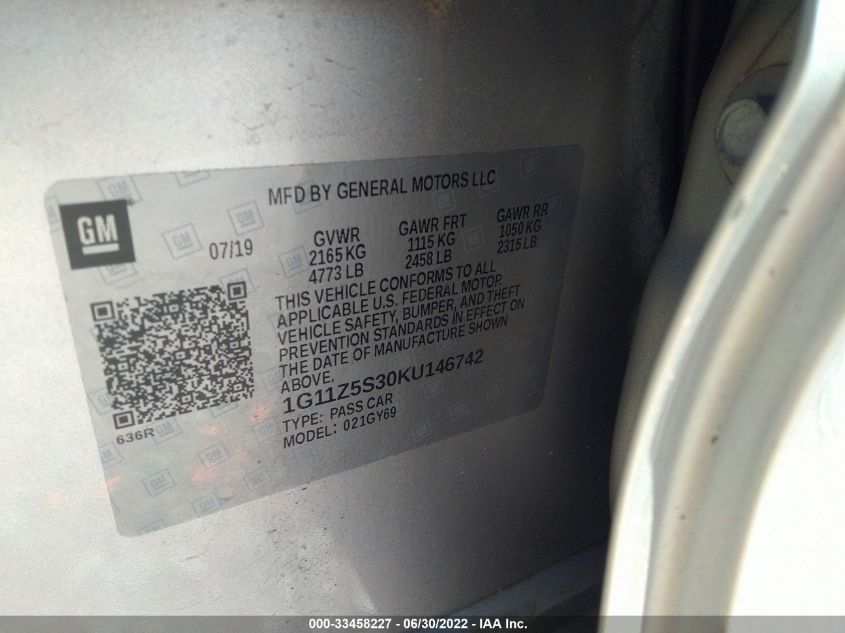 MFD BY GENERAL MOTORS LLC
GM
07/19 GVWR GAWR FRT GAWR RR
2165 KG 1115 KG 1050 KG
4773 LB 2458 LB 2315 LB
THIS VEHICLE CONFORMS TO ALL
APPLICABLE U.S. FEDERAL MOTOR
VEHICLE SAFETY, BUMPER, AND THEFT
PREVENTION STANDARDS IN EFFECT ON
THE DATE OF MANUFACTURE SHOWN
ABOVE.
1G11Z5S30KU146742
TYPE: PASS CAR
MODEL: 021GY69
636R
000-33458227 - 06/30/2022 - IAA Inc.